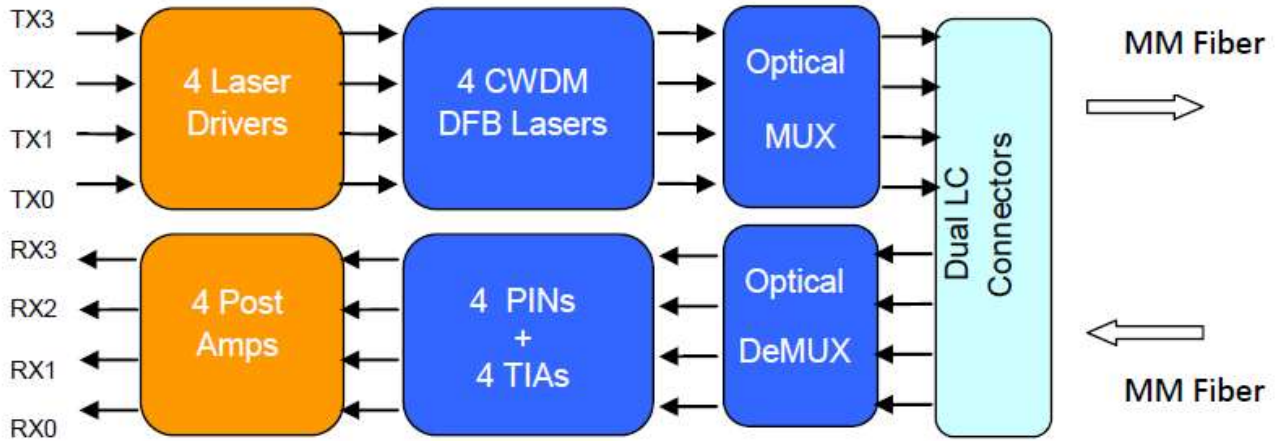 TX3
TX2
TX1
TX0
4 Laser
Drivers
4 CWDM
DFB Lasers
Optical
MUX
Dual LC
Connectors
MM Fiber
RX3
RX2
RX1
RX0
4 Post
Amps
4 PINs
+
4 TIAs
Optical
DeMUX
MM Fiber